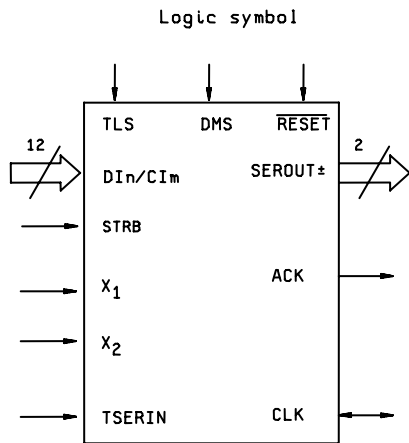 Logic symbol
TLS DMS RESET
12 2
DIn/CIm SEROUT±
STRB
ACK
X1
X2
TSERIN CLK